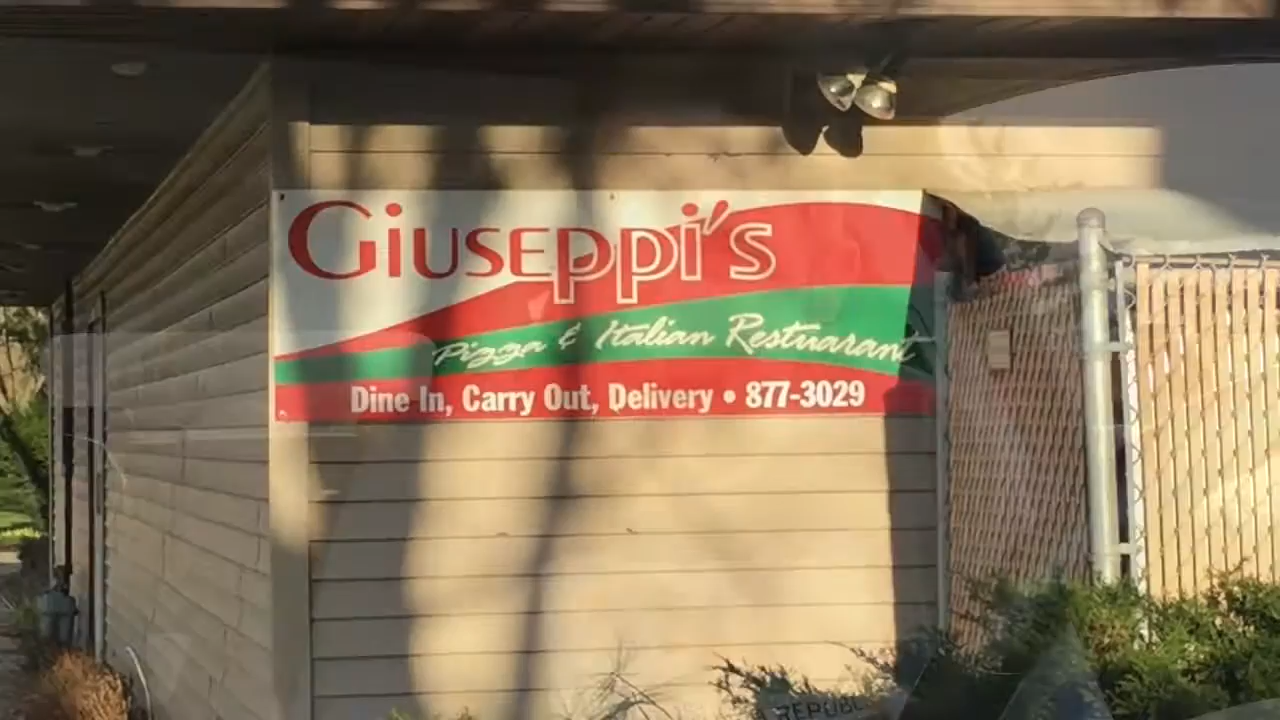 Giuseppi's
Pizza & Italian Restuarant
Dine In, Carry Out, Delivery • 877-3029